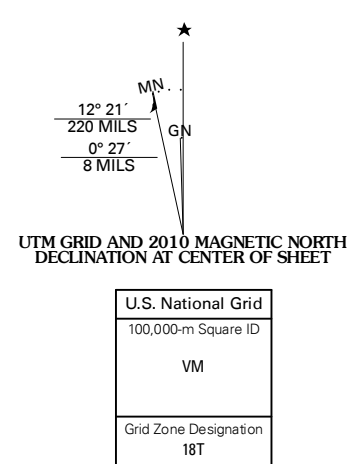 ★
MN
12° 21´
220 MILS
GN
0° 27´
8 MILS
UTM GRID AND 2010 MAGNETIC NORTH
DECLINATION AT CENTER OF SHEET
U.S. National Grid
100,000-m Square ID
VM
Grid Zone Designation
18T